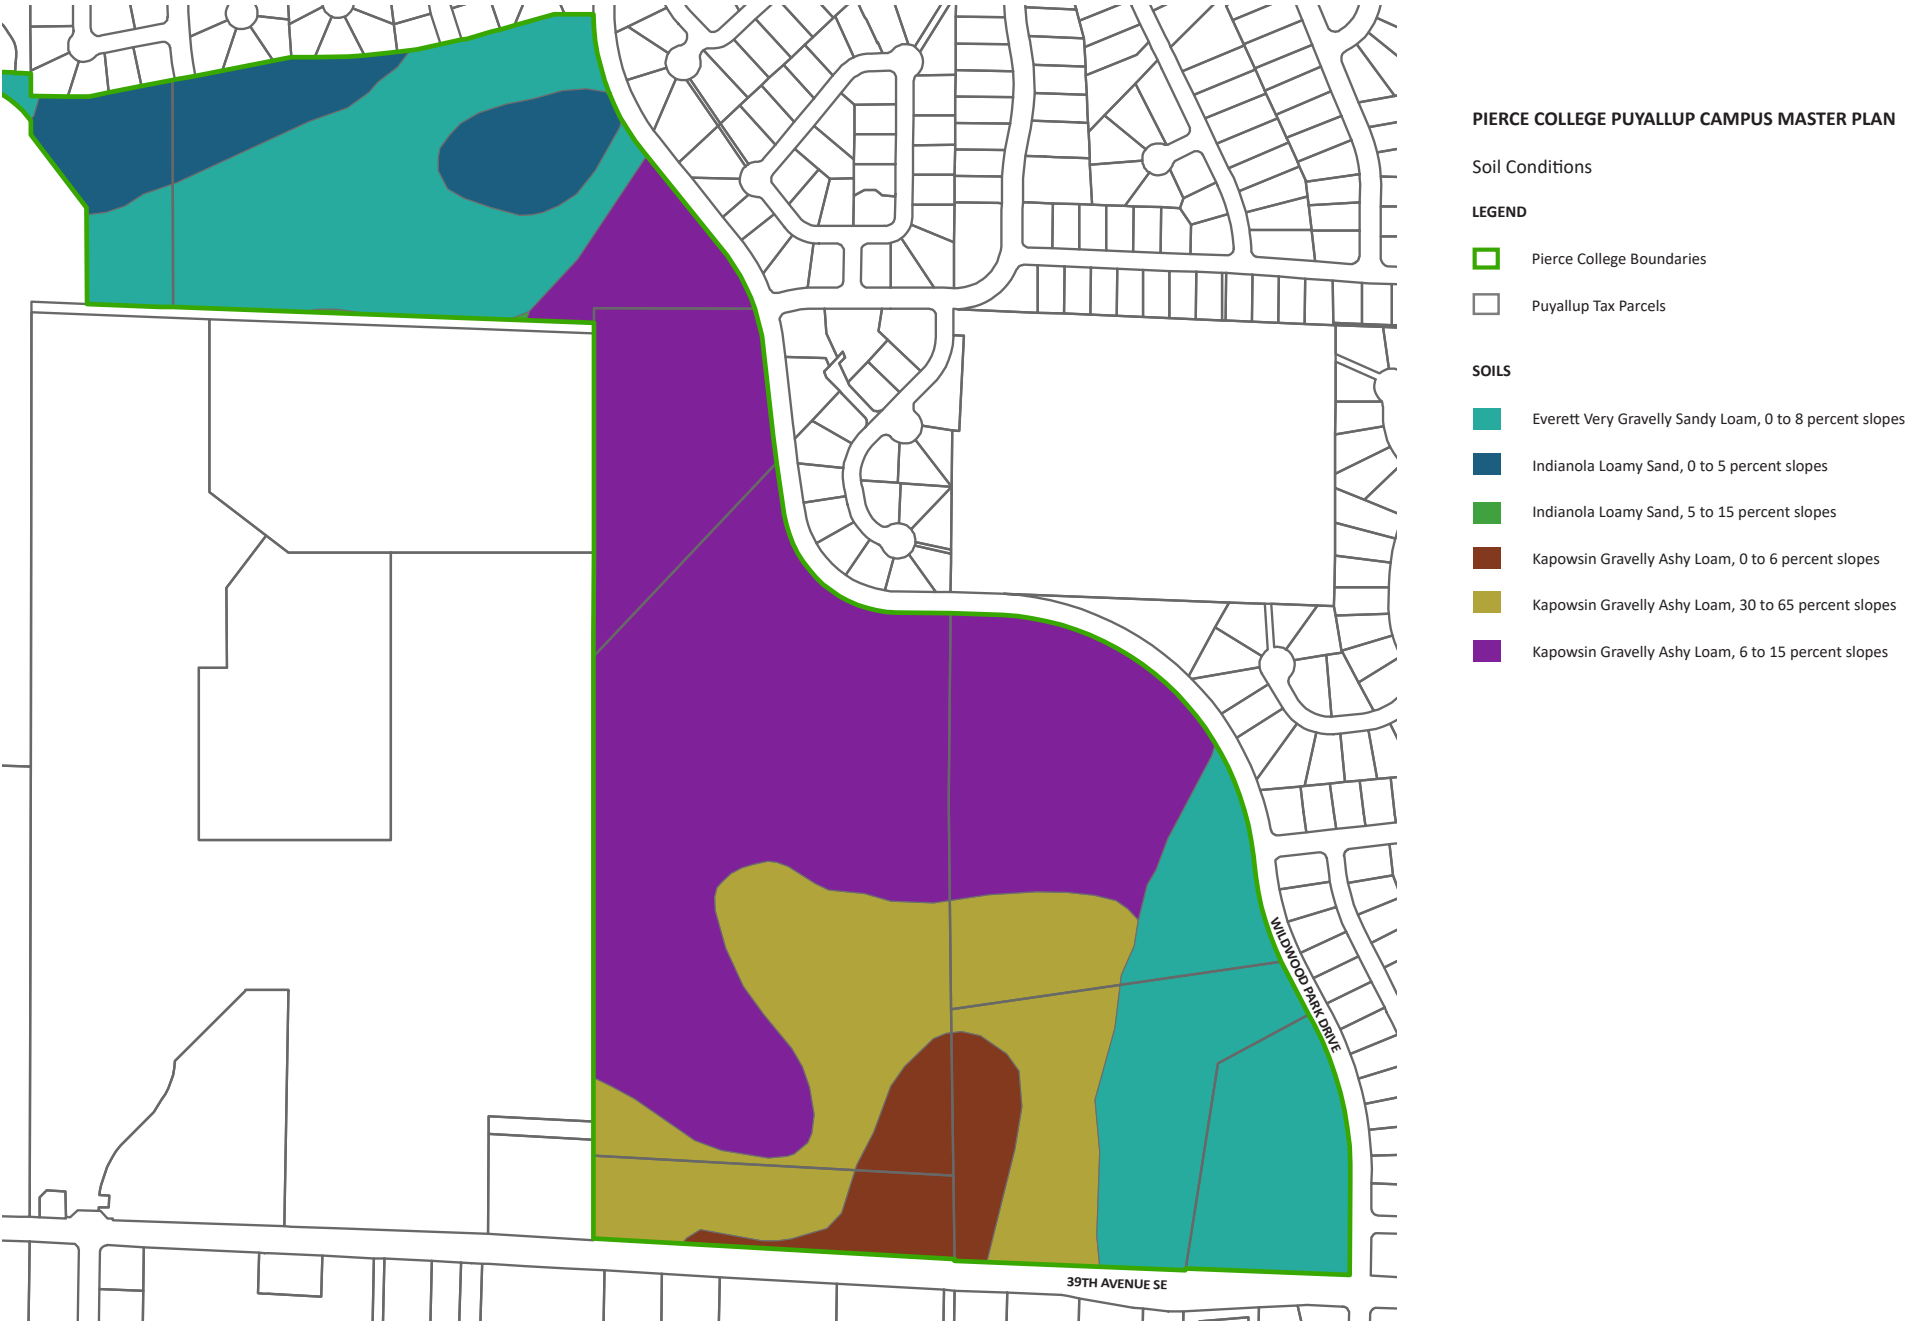 PIERCE COLLEGE PUYALLUP CAMPUS MASTER PLAN
Soil Conditions
LEGEND
Pierce College Boundaries
Puyallup Tax Parcels
SOILS
Everett Very Gravelly Sandy Loam, 0 to 8 percent slopes
Indianola Loamy Sand, 0 to 5 percent slopes
Indianola Loamy Sand, 5 to 15 percent slopes
Kapowsin Gravelly Ashy Loam, 0 to 6 percent slopes
Kapowsin Gravelly Ashy Loam, 30 to 65 percent slopes
Kapowsin Gravelly Ashy Loam, 6 to 15 percent slopes
WILDWOOD PARK DRIVE
39TH AVENUE SE